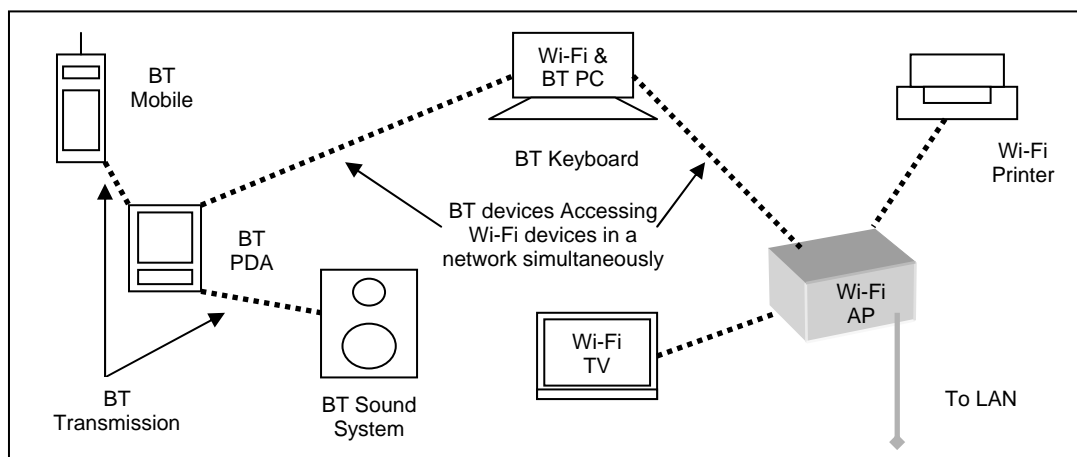 BT
Mobile
Wi-Fi &
BT PC
BT Keyboard
Wi-Fi
Printer
BT devices Accessing
Wi-Fi devices in a
network simultaneously
BT
PDA
Wi-Fi
AP
Wi-Fi
TV
BT
Transmission
BT Sound
System
To LAN